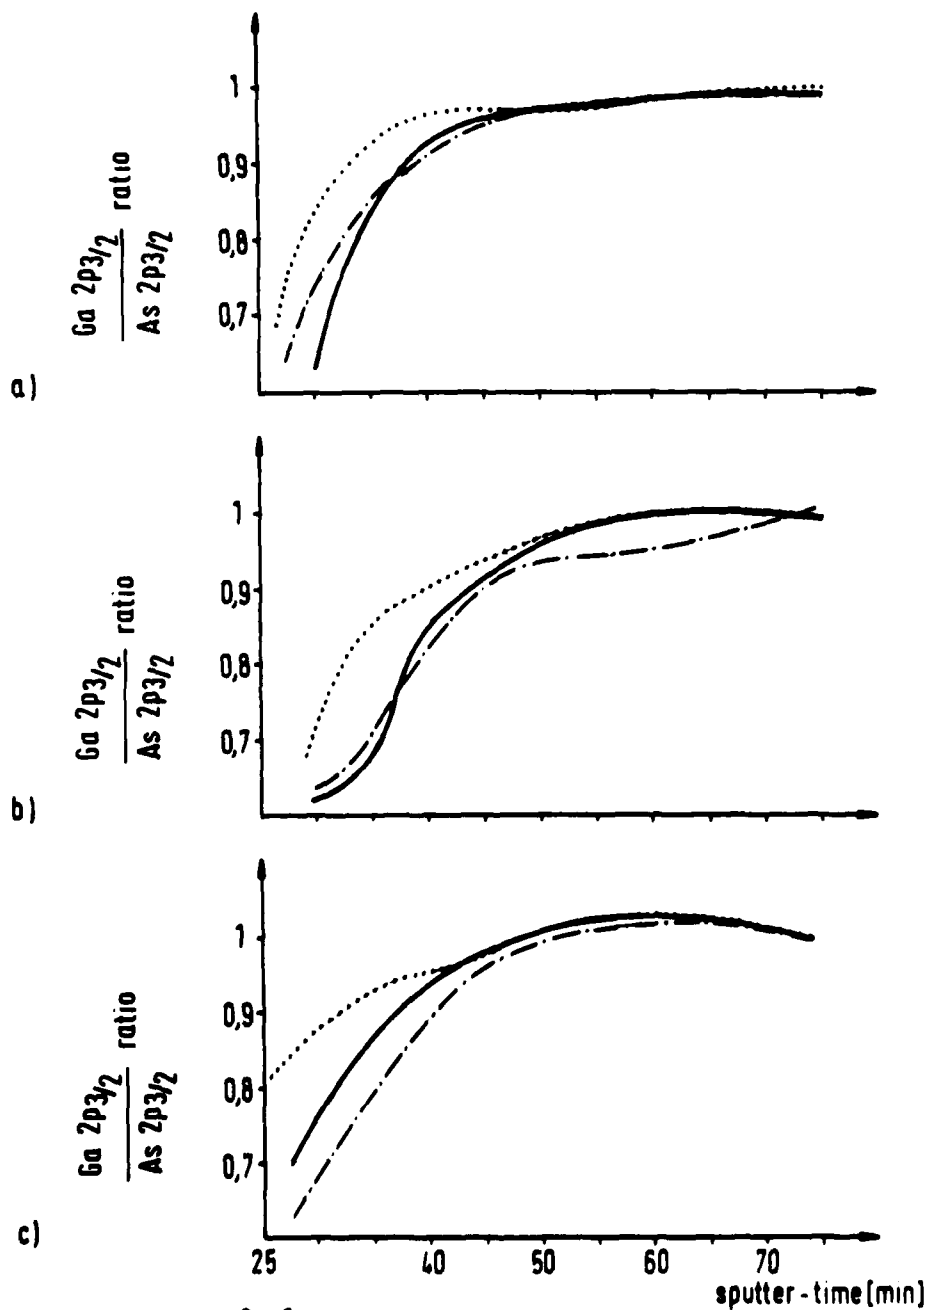 1
0,9
0,8
0,7
Ga 2p3/2
As 2p3/2
ratio
a)
1
0,9
0,8
0,7
Ga 2p3/2
As 2p3/2
ratio
b)
1
0,9
0,8
0,7
Ga 2p3/2
As 2p3/2
ratio
c)
25 40 50 60 70
sputter-time[min]